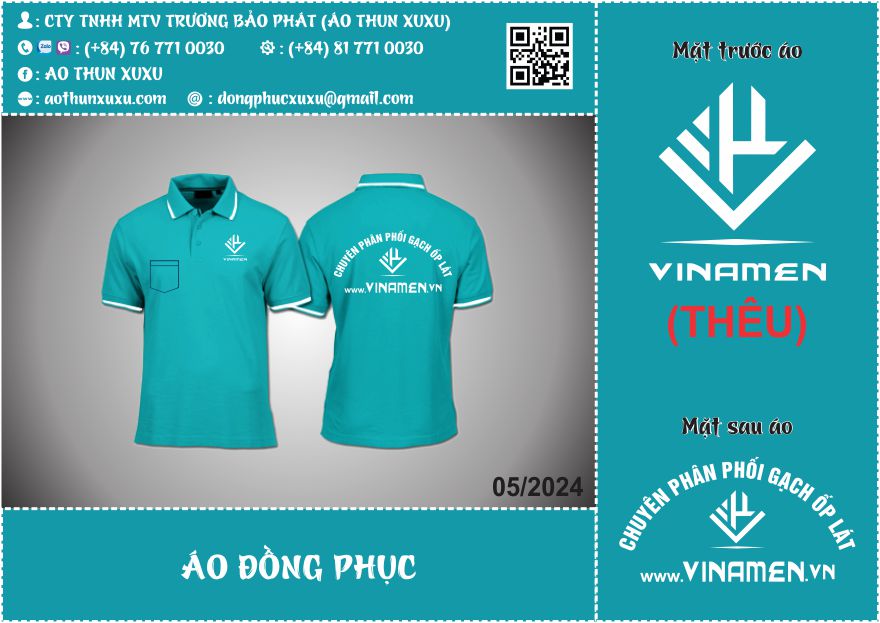 : CTY TNHH MTV TRƯƠNG BẢO PHÁT (ÁO THUN XUXU)
Zalo : (+84) 76 771 0030 : (+84) 81 771 0030
: AO THUN XUXU
www : aothunxuxu.com @ : dongphucxuxu@gmail.com
VINAMEN
CHUYÊN PHÂN PHỐI GẠCH ỐP LÁT
www.VINAMEN.VN
05/2024
ÁO ĐỒNG PHỤC
Mặt trước áo
VINAMEN
(THÊU)
Mặt sau áo
CHUYÊN PHÂN PHỐI GẠCH ỐP LÁT
www.VINAMEN.VN